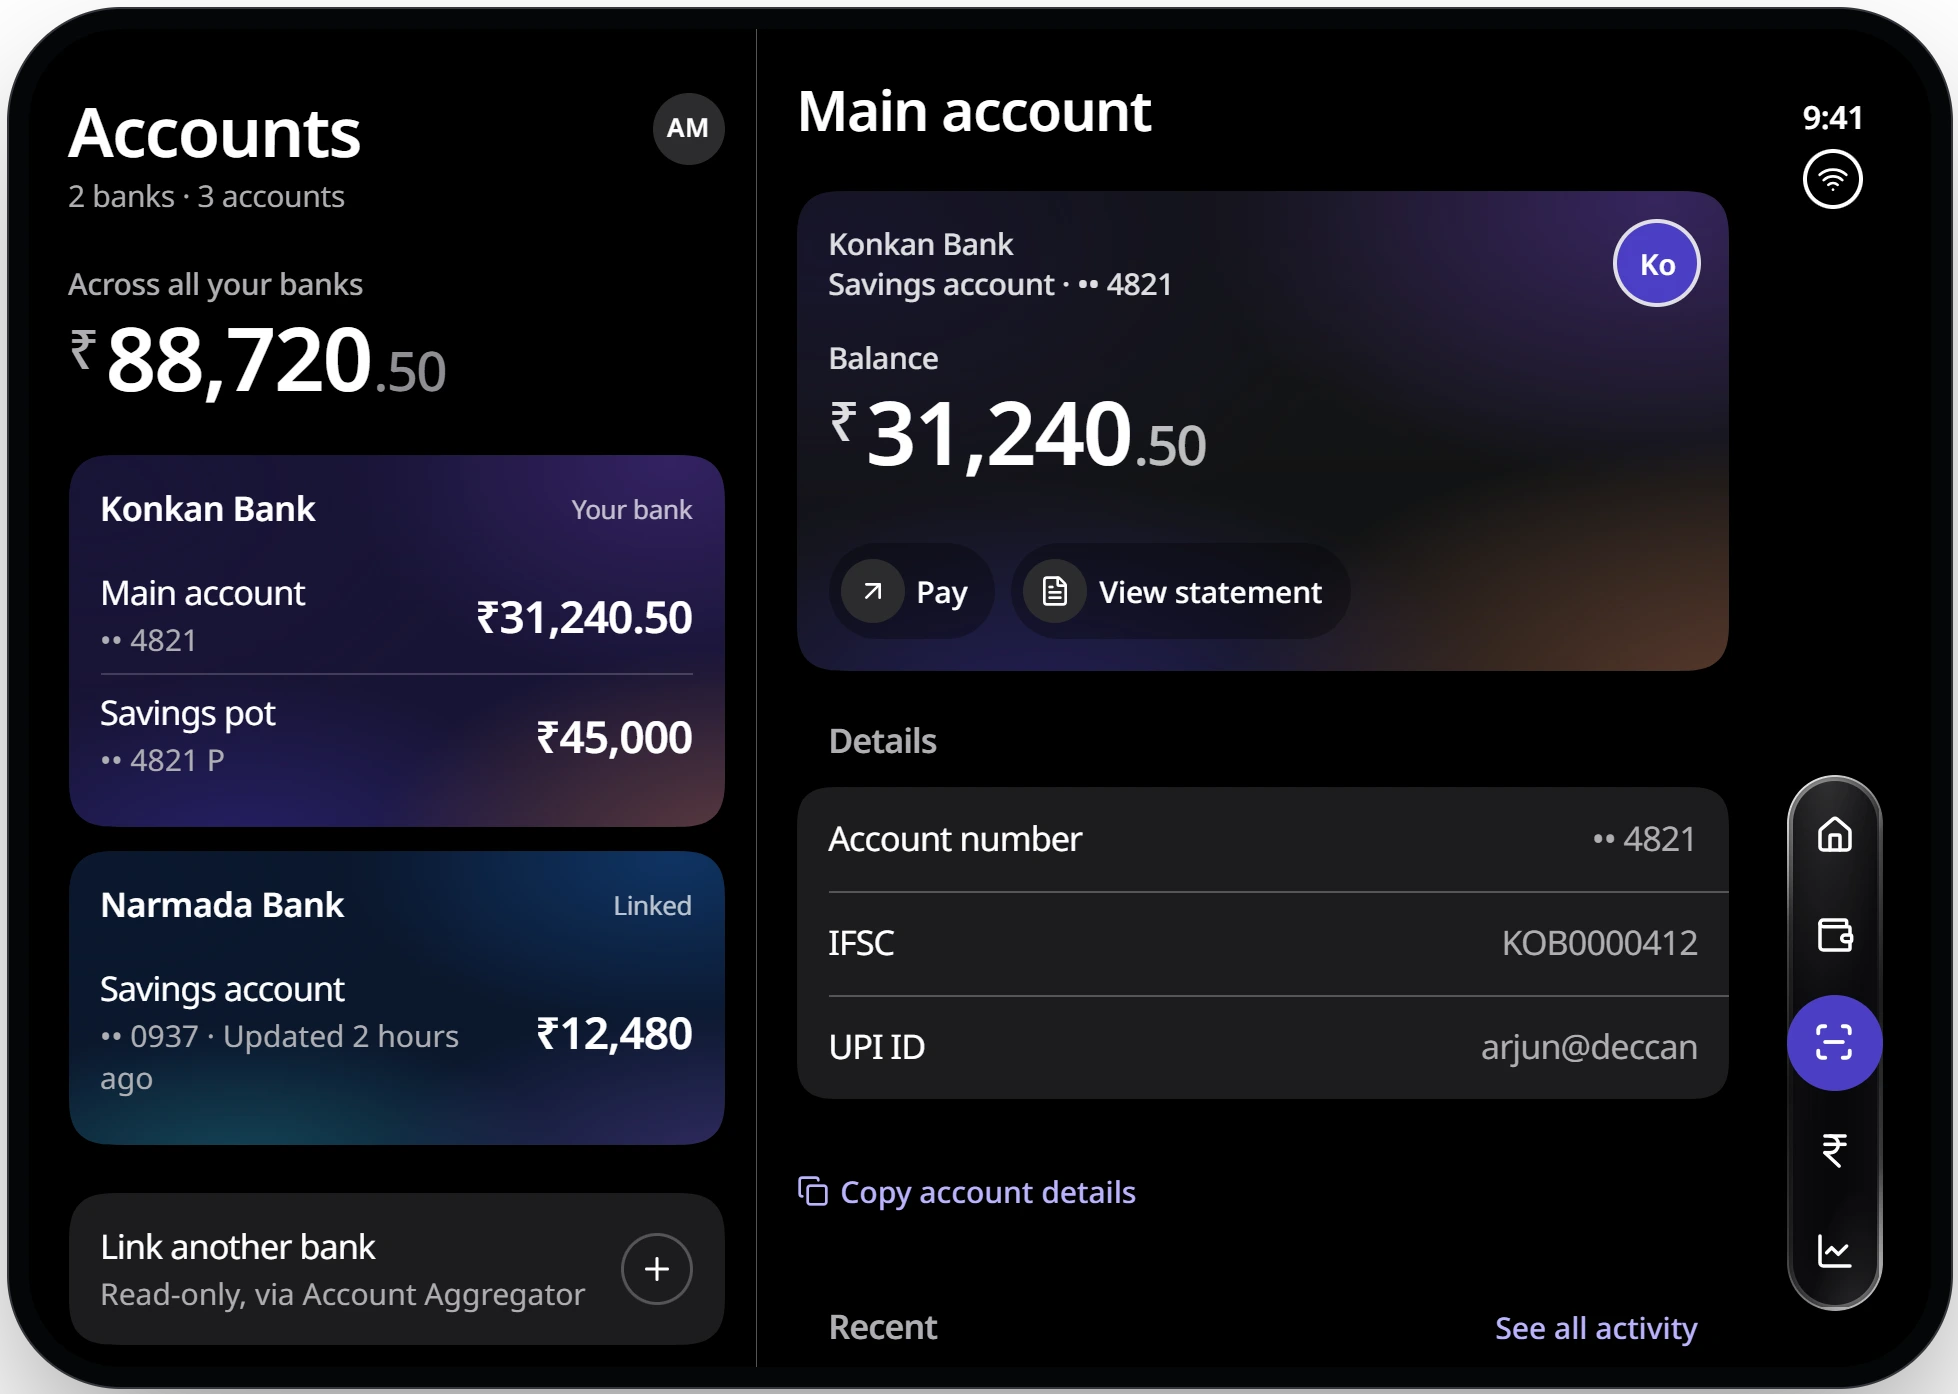 Accounts
AM
2 banks · 3 accounts
Across all your banks
₹88,720.50
Konkan Bank
Your bank
Main account
•• 4821
₹31,240.50
Savings pot
•• 4821 P
₹45,000
Narmada Bank
Linked
Savings account
•• 0937 · Updated 2 hours
ago
₹12,480
Link another bank
Read-only, via Account Aggregator
Main account
9:41
Konkan Bank
Savings account · •• 4821
Ko
Balance
₹31,240.50
Pay
View statement
Details
Account number
•• 4821
IFSC
KOB0000412
UPI ID
arjun@deccan
₹
Copy account details
Recent
See all activity